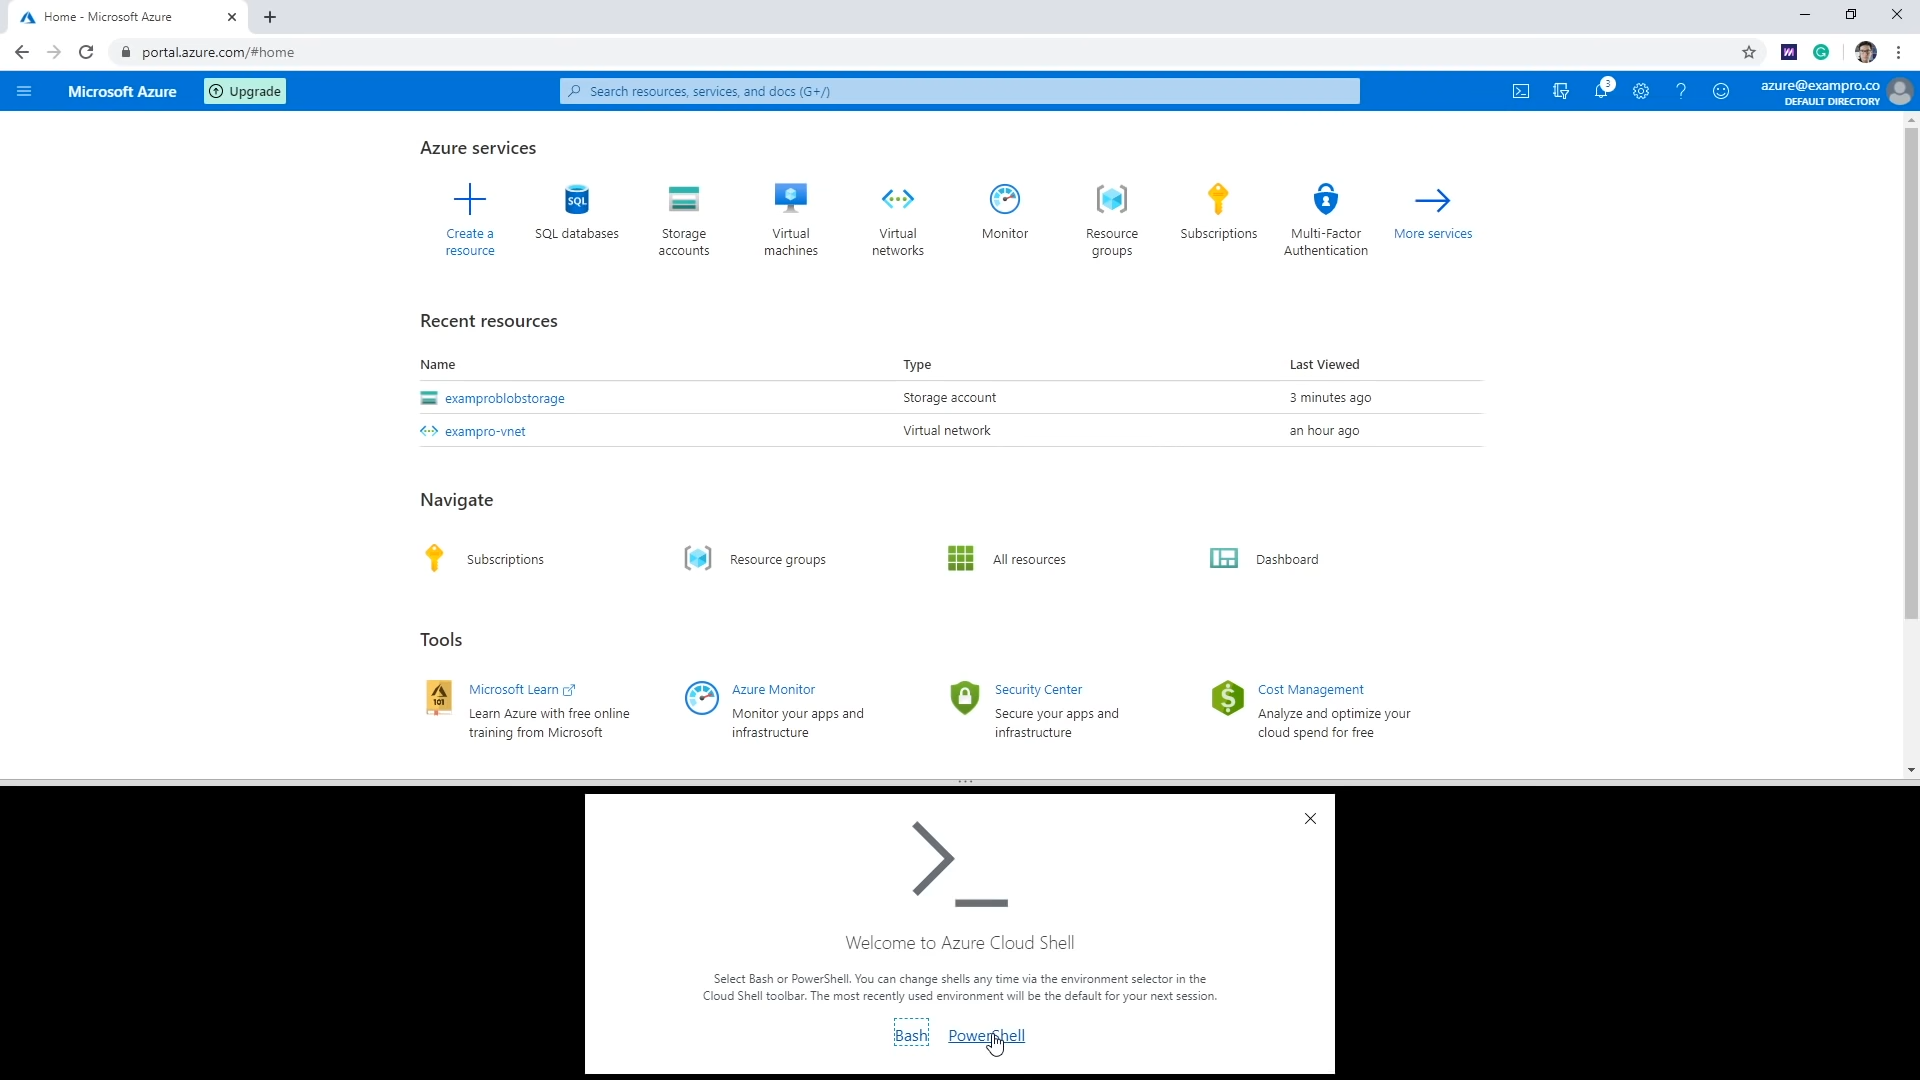 Home - Microsoft Azure
portal.azure.com/#home
Microsoft Azure
Upgrade
Search resources, services, and docs (G+/)
3
azure@exampro.co
DEFAULT DIRECTORY
Azure services
Create a
resource
SQL
SQL databases
Storage
accounts
Virtual
machines
Virtual
networks
Monitor
Resource
groups
Subscriptions
Multi-Factor
Authentication
More services
Recent resources
Name Type Last Viewed
examproblobstorage Storage account 3 minutes ago
exampro-vnet Virtual network an hour ago
Navigate
Subscriptions Resource groups All resources Dashboard
Tools
101
Microsoft Learn
Learn Azure with free online
training from Microsoft
Azure Monitor
Monitor your apps and
infrastructure
Security Center
Secure your apps and
infrastructure
$
Cost Management
Analyze and optimize your
cloud spend for free
Welcome to Azure Cloud Shell
Select Bash or PowerShell. You can change shells any time via the environment selector in the
Cloud Shell toolbar. The most recently used environment will be the default for your next session.
Bash PowerShell